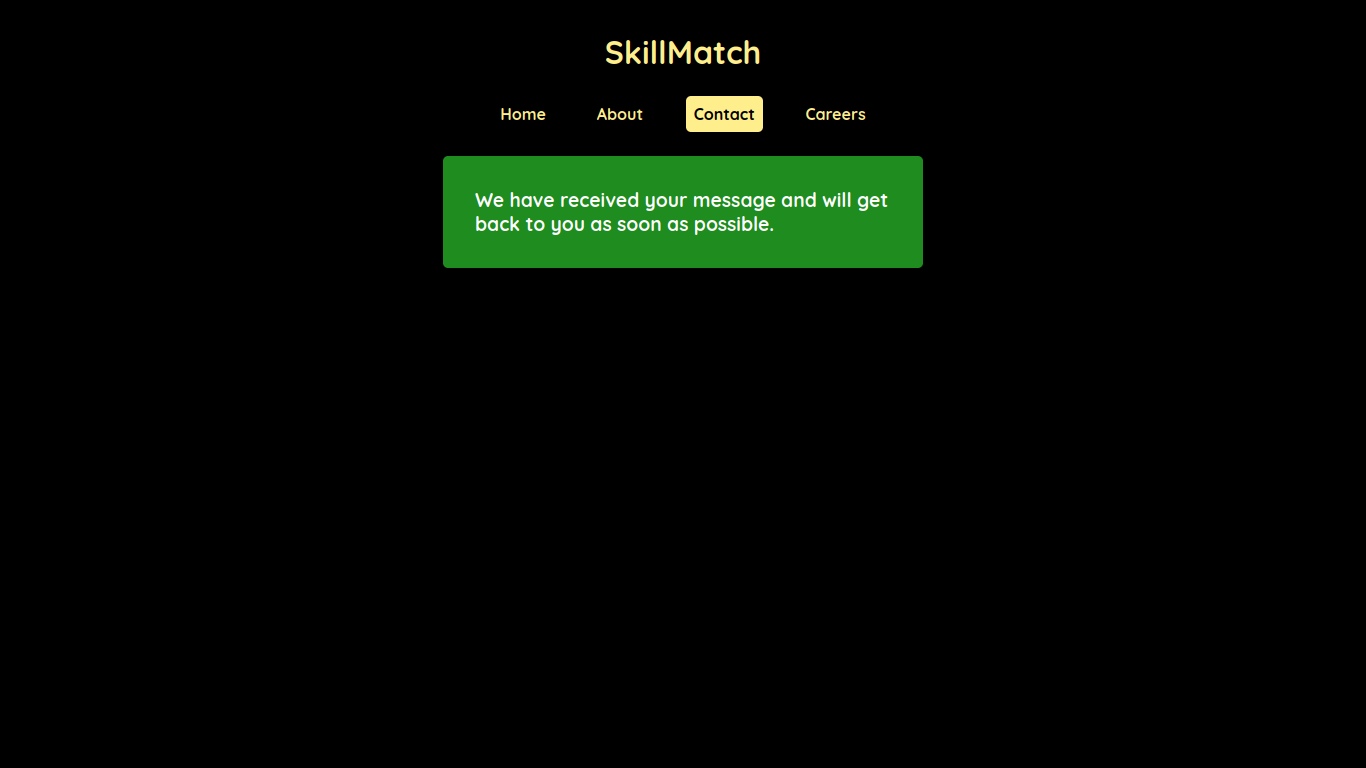 SkillMatch
Home About Contact Careers
We have received your message and will get
back to you as soon as possible.